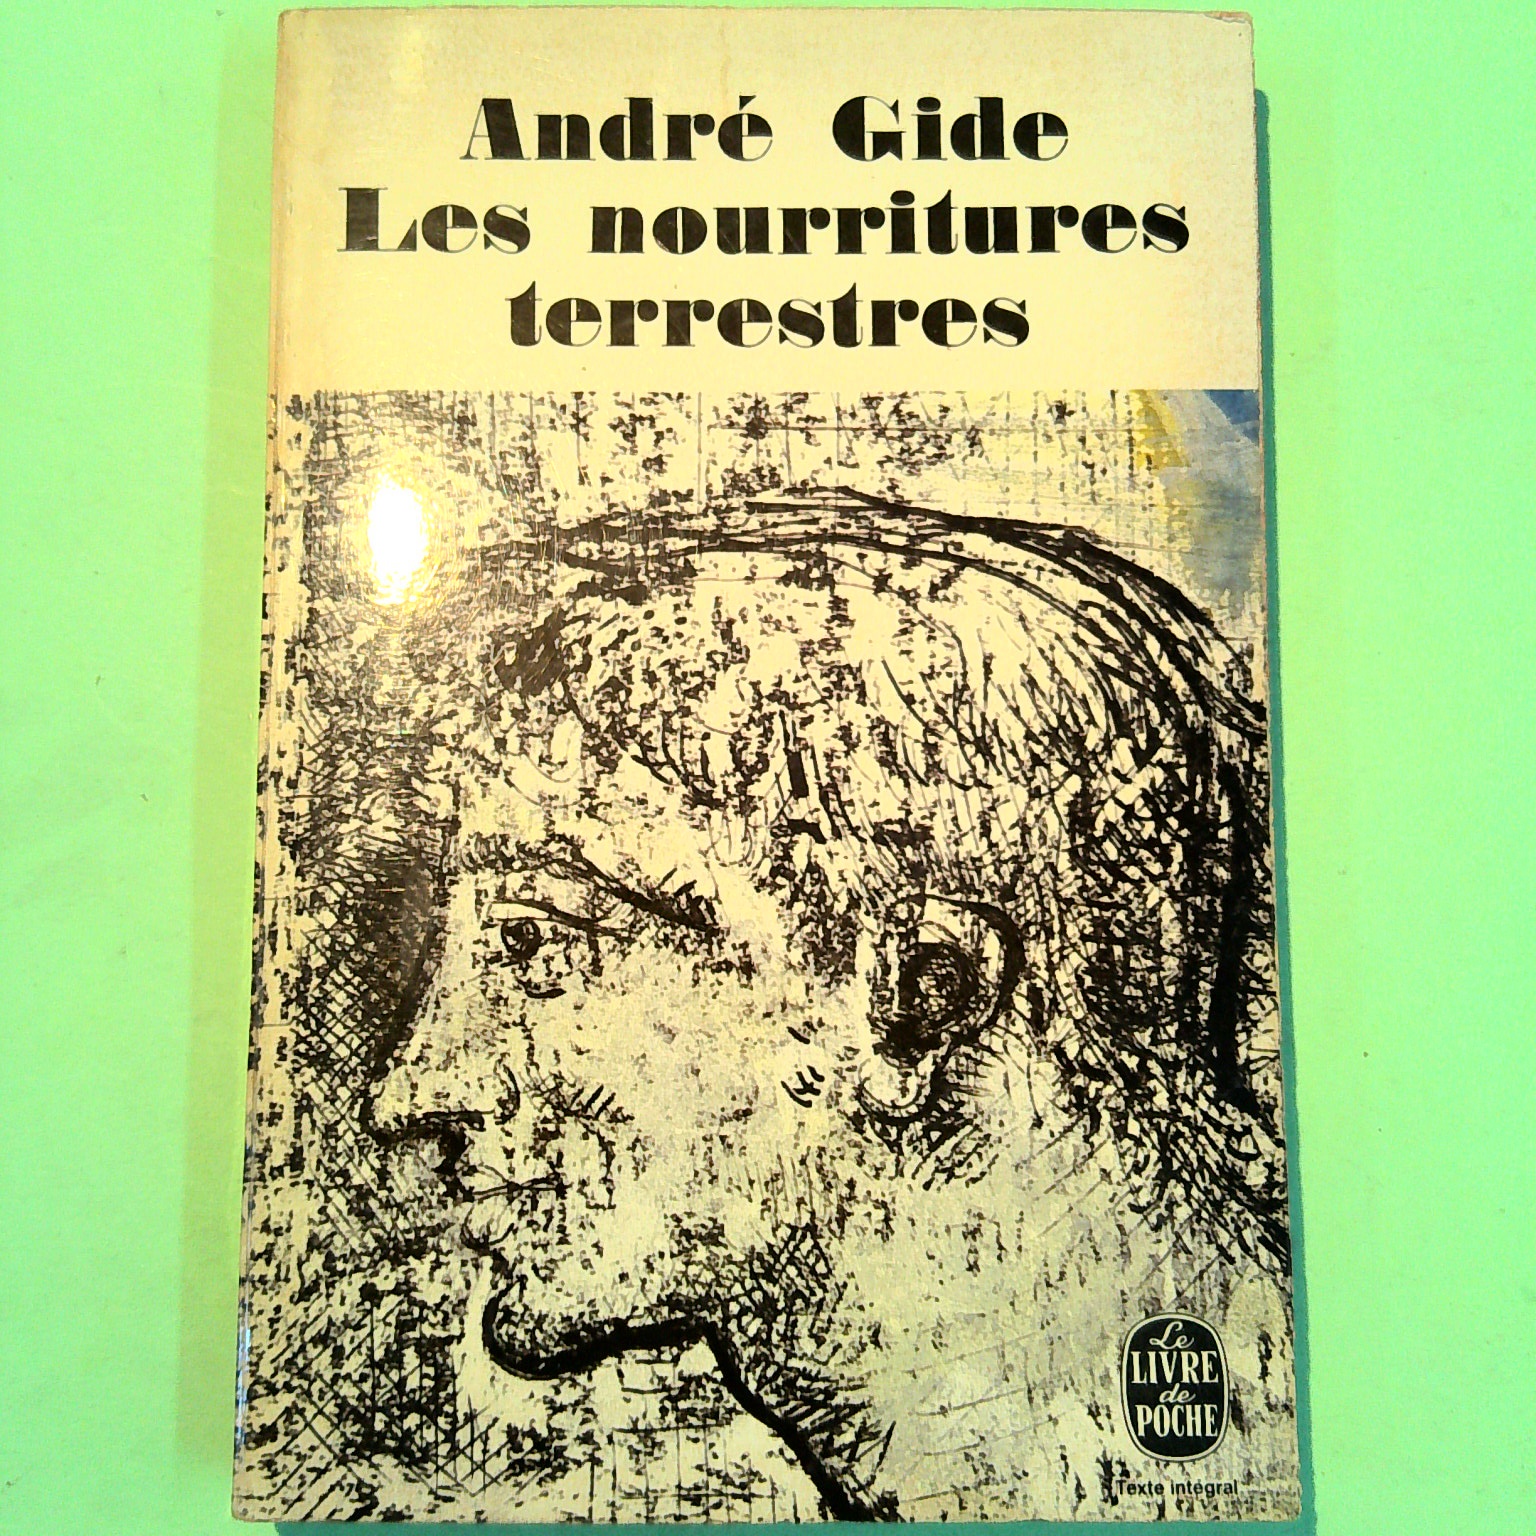 André Gide
Les nourritures
terrestres
Le
LIVRE
de
POCHE
Texte intégral